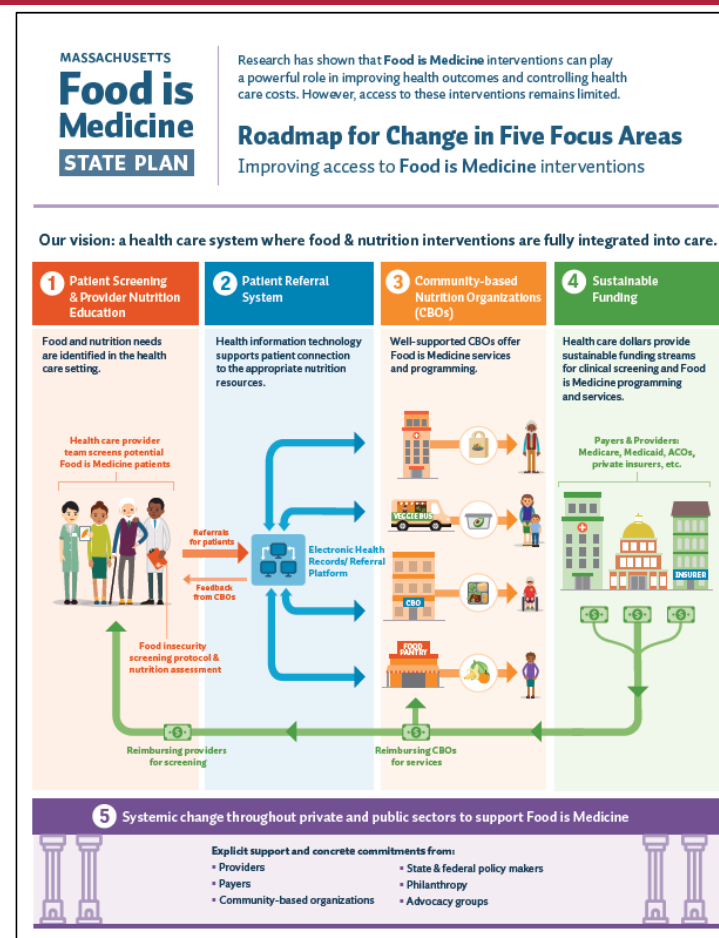 MASSACHUSETTS
Food is
Medicine
STATE PLAN
Research has shown that Food is Medicine interventions can play
a powerful role in improving health outcomes and controlling health
care costs. However, access to these interventions remains limited.
Roadmap for Change in Five Focus Areas
Improving access to Food is Medicine interventions
Our vision: a health care system where food & nutrition interventions are fully integrated into care.
1 Patient Screening
& Provider Nutrition
Education
Food and nutrition needs
are identified in the health
care setting.
Health care provider
team screens potential
Food is Medicine patients
Referrals
for patients
Feedback
from CBOs
Food insecurity
screening protocol &
nutrition assessment
2 Patient Referral
System
Health information technology
supports patient connection
to the appropriate nutrition
resources.
Electronic Health
Records/ Referral
Platform
3 Community-based
Nutrition Organizations
(CBOs)
Well-supported CBOs offer
Food is Medicine services
and programming.
VEGGIE BUS
CBO
FOOD
PANTRY
4 Sustainable
Funding
Health care dollars provide
sustainable funding streams
for clinical screening and Food
is Medicine programming
and services.
Payers & Providers:
Medicare, Medicaid, ACOs,
private insurers, etc.
INSURER
$ $ $
$
Reimbursing providers
for screening
$
Reimbursing CBOs
for services
5 Systemic change throughout private and public sectors to support Food is Medicine
Explicit support and concrete commitments from:
▪ Providers
▪ Payers
▪ Community-based organizations
▪ State & federal policy makers
▪ Philanthropy
▪ Advocacy groups